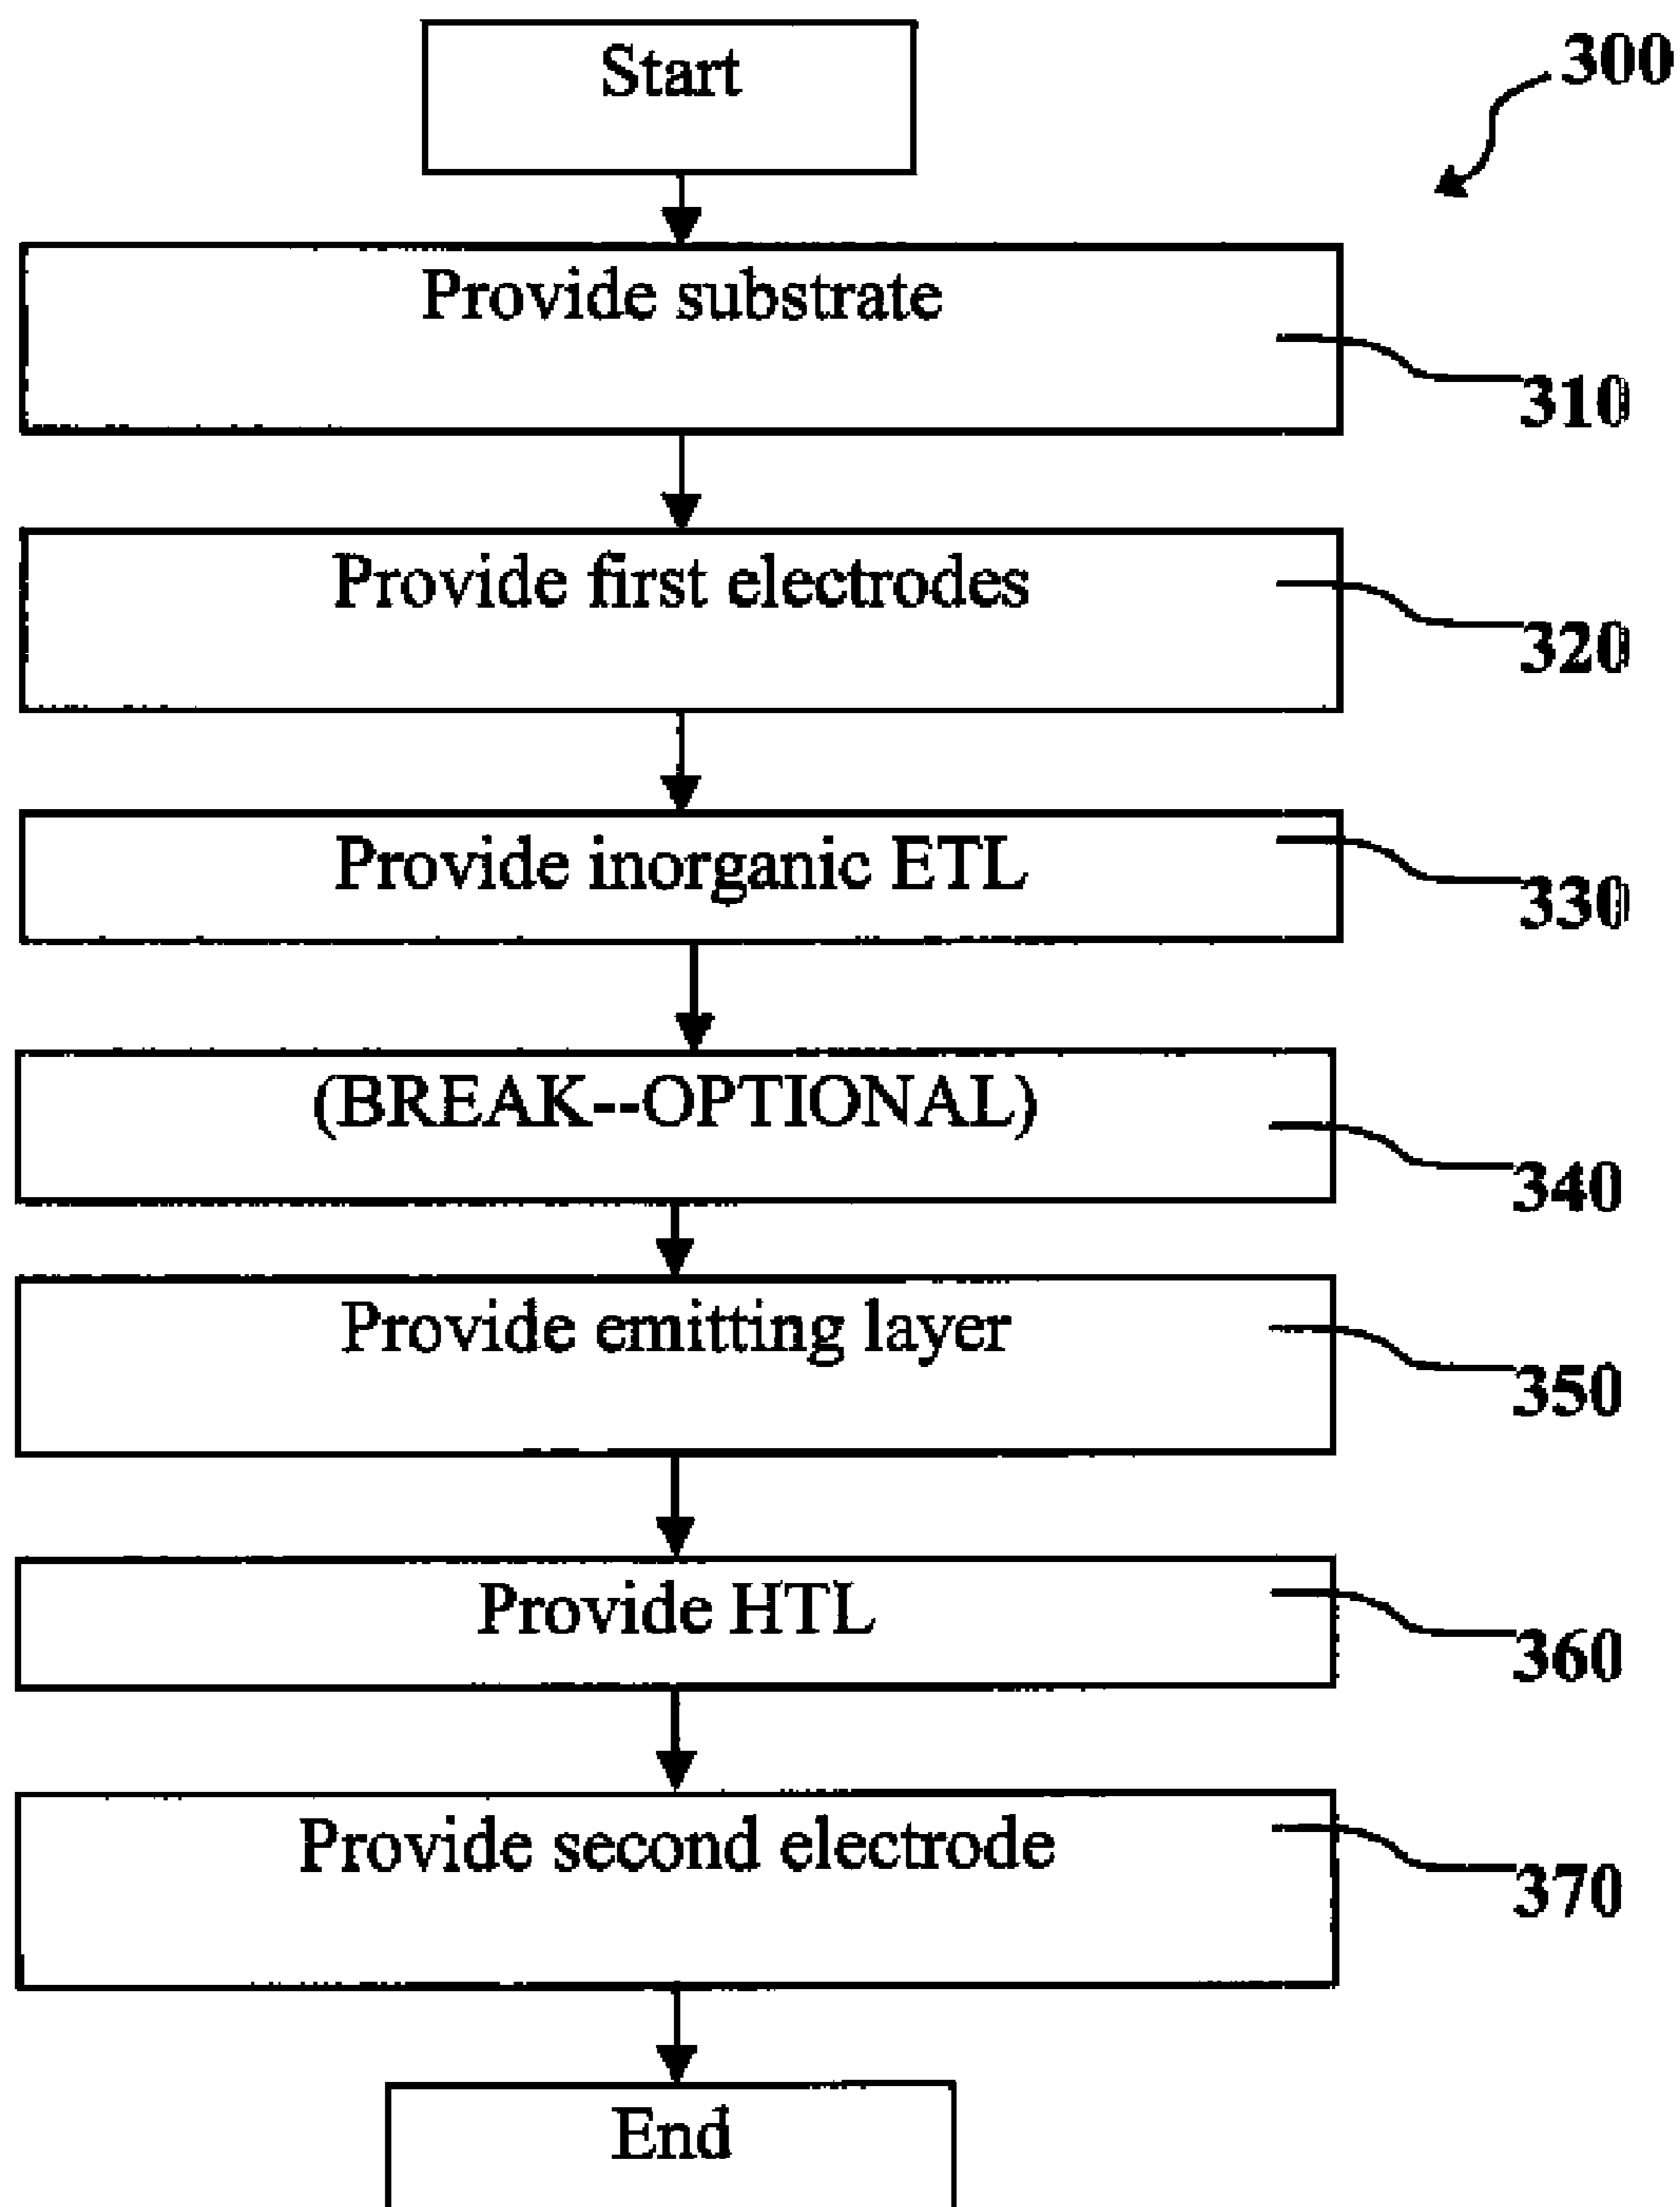 Start
300
Provide substrate
310
Provide first electrodes
320
Provide inorganic ETL
330
(BREAK--OPTIONAL)
340
Provide emitting layer
350
Provide HTL
360
Provide second electrode
370
End